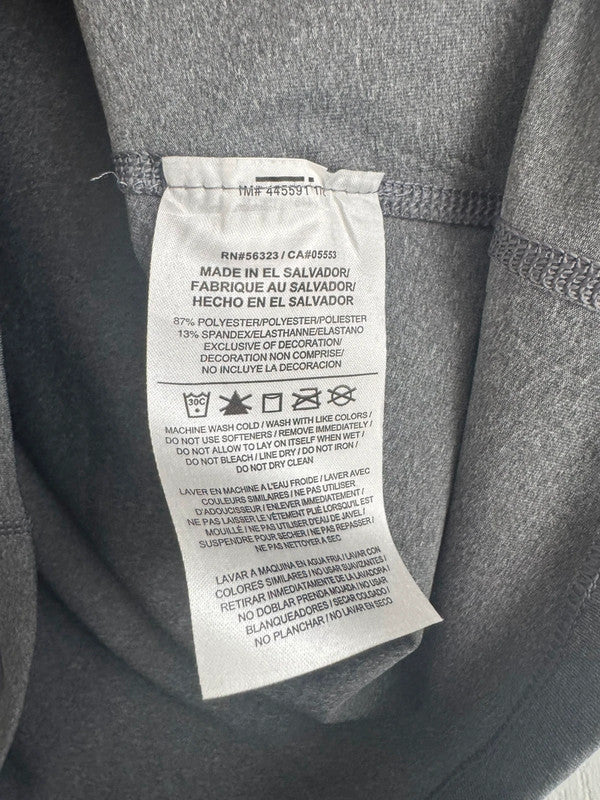 IM# 445591
RN#56323 / CA#05553
MADE IN EL SALVADOR/
FABRIQUE AU SALVADOR/
HECHO EN EL SALVADOR
87% POLYESTER/POLYESTER/POLIESTER
13% SPANDEX/ELASTHANNE/ELASTANO
EXCLUSIVE OF DECORATION/
DECORATION NON COMPRISE/
NO INCLUYE LA DECORACION
30C
MACHINE WASH COLD / WASH WITH LIKE COLORS /
DO NOT USE SOFTENERS / REMOVE IMMEDIATELY /
DO NOT ALLOW TO LAY ON ITSELF WHEN WET /
DO NOT BLEACH / LINE DRY / DO NOT IRON /
DO NOT DRY CLEAN
LAVER EN MACHINE A L'EAU FROIDE / LAVER AVEC
COULEURS SIMILAIRES / NE PAS UTILISER
D'ADOUCISSEUR / ENLEVER IMMEDIATEMENT /
NE PAS LAISSER LE VÊTEMENT PLIÉ LORSQU'IL EST
MOUILLÉ / NE PAS UTILISER D'EAU DE JAVEL /
SUSPENDRE POUR SÉCHER / NE PAS REPASSER /
NE PAS NETTOYER A SEC
LAVAR A MAQUINA EN AGUA FRIA / LAVAR CON
COLORES SIMILARES / NO USAR SUAVIZANTES /
RETIRAR INMEDIATAMENTE DE LA LAVADORA /
NO DOBLAR PRENDA MOJADA / NO USAR
BLANQUEADORES / SECAR COLGADO /
NO PLANCHAR / NO LAVAR EN SECO